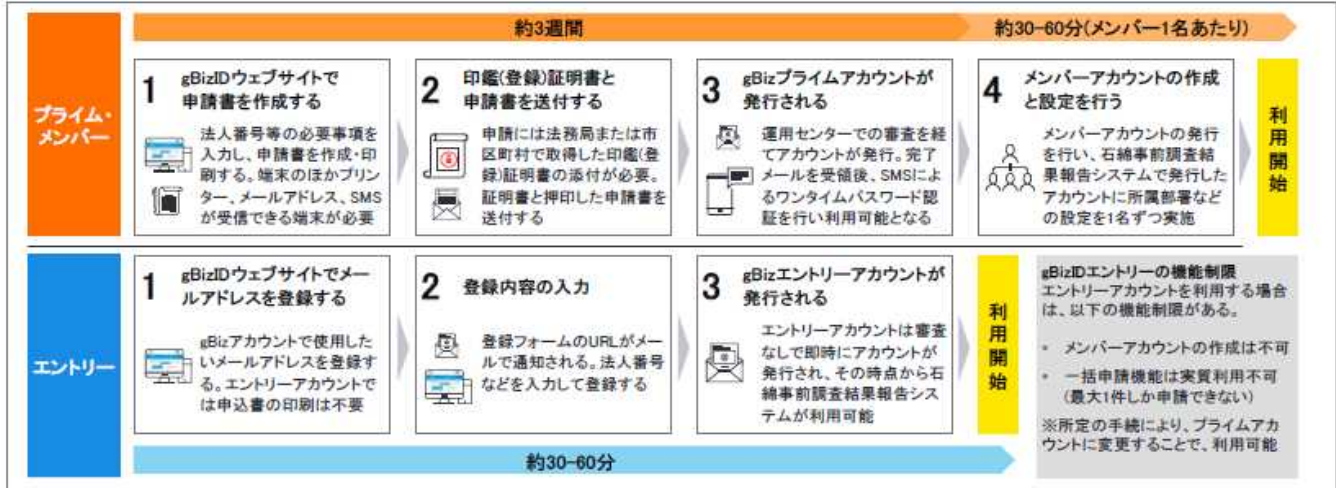 約3週間
約30-60分(メンバー1名あたり)
プライム・
メンバー
1
gBizIDウェブサイトで
申請書を作成する
法人番号等の必要事項を
入力し、申請書を作成・印
刷する。端末のほかプリン
ター、メールアドレス、SMS
が受信できる端末が必要
2
印鑑(登録)証明書と
申請書を送付する
申請には法務局または市
区町村で取得した印鑑(登
録)証明書の添付が必要。
証明書と押印した申請書を
送付する
3
gBizプライムアカウントが
発行される
運用センターでの審査を経
てアカウントが発行。完了
メールを受領後、SMSによ
るワンタイムパスワード認
証を行い利用可能となる
4
メンバーアカウントの作成
と設定を行う
メンバーアカウントの発行
を行い、石綿事前調査結
果報告システムで発行した
アカウントに所属部署など
の設定を1名ずつ実施
利用開始
エントリー
1
gBizIDウェブサイトでメー
ルアドレスを登録する
gBizアカウントで使用した
いメールアドレスを登録す
る。エントリーアカウントで
は申込書の印刷は不要
2
登録内容の入力
登録フォームのURLがメー
ルで通知される。法人番号
などを入力して登録する
3
gBizエントリーアカウントが
発行される
エントリーアカウントは審査
なしで即時にアカウントが
発行され、その時点から石
綿事前調査結果報告シス
テムが利用可能
利用開始
gBizIDエントリーの機能制限
エントリーアカウントを利用する場合
は、以下の機能制限がある。
・ メンバーアカウントの作成は不可
・ 一括申請機能は実質利用不可
(最大1件しか申請できない)
※所定の手続により、プライムアカ
ウントに変更することで、利用可能
約30-60分